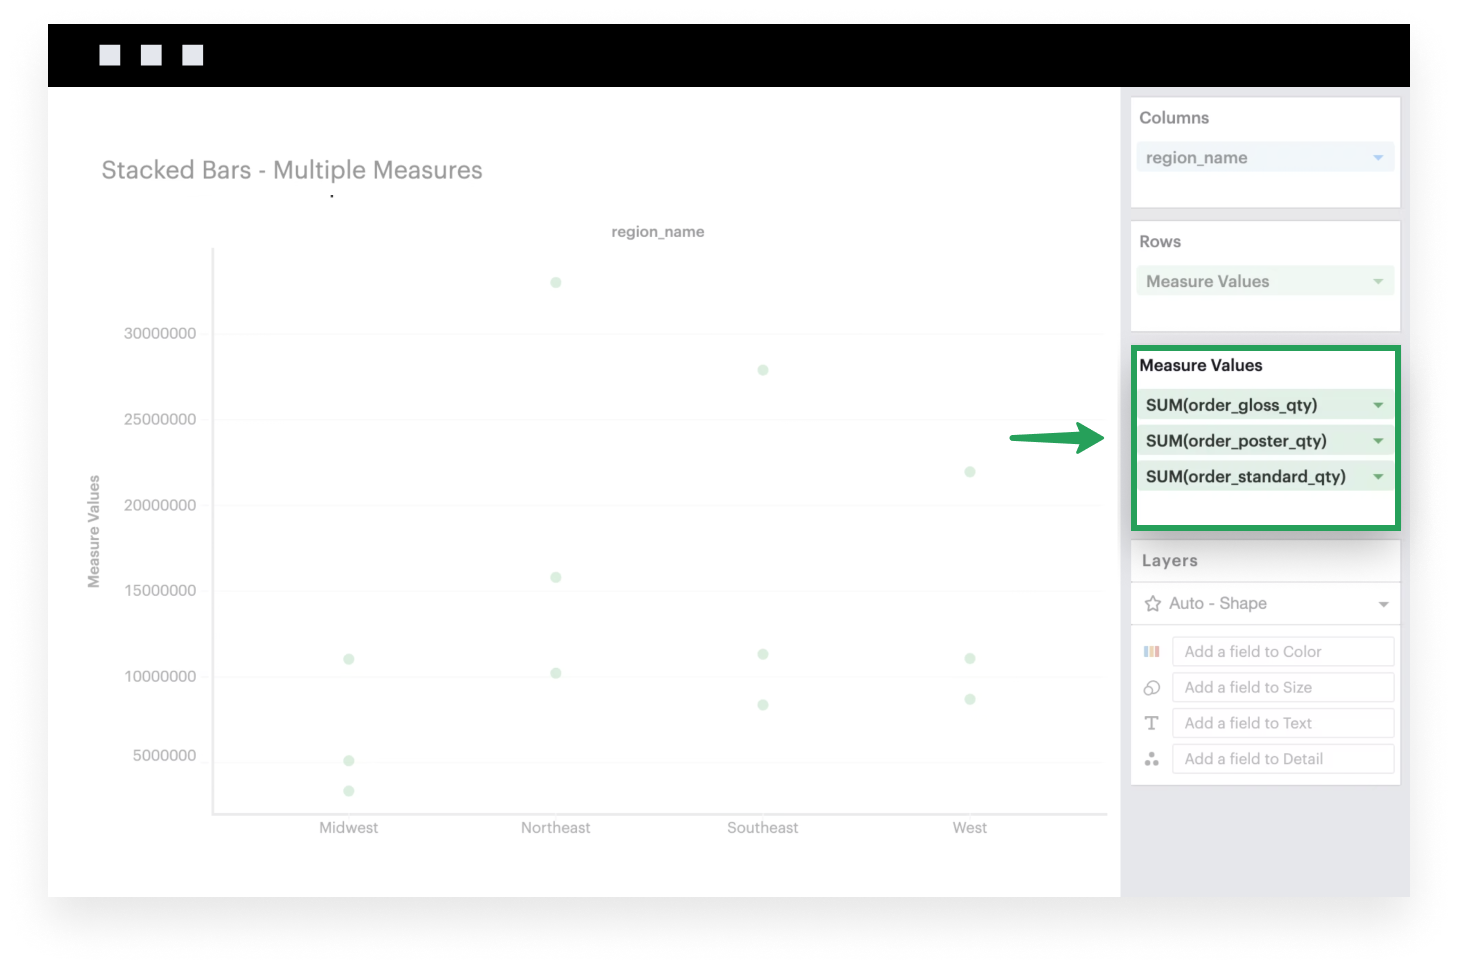 Stacked Bars - Multiple Measures
region_name
Measure Values
30000000
25000000
20000000
15000000
10000000
5000000
Midwest
Northeast
Southeast
West
Columns
region_name
Rows
Measure Values
Measure Values
SUM(order_gloss_qty)
SUM(order_poster_qty)
SUM(order_standard_qty)
Layers
Auto - Shape
Add a field to Color
Add a field to Size
T Add a field to Text
Add a field to Detail